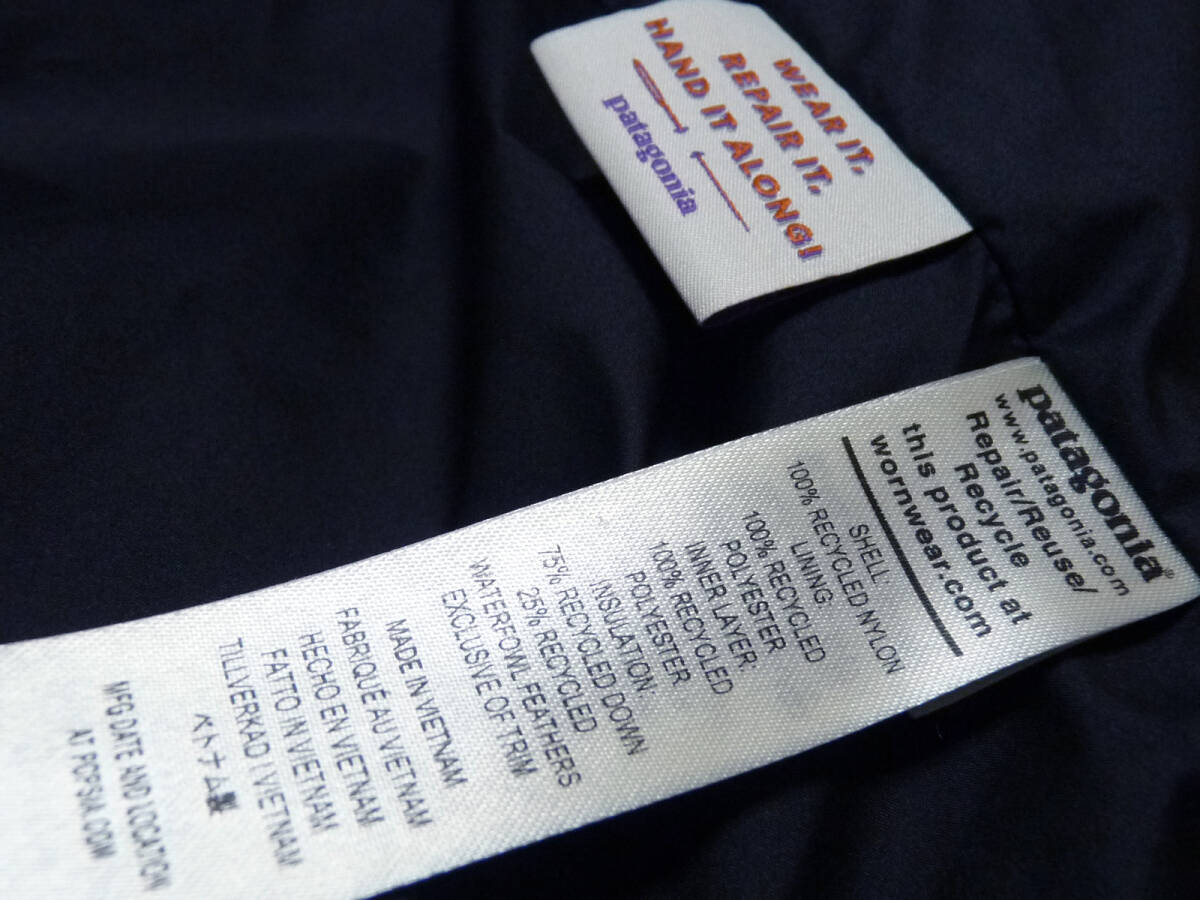 WEAR IT.
REPAIR IT.
HAND IT ALONG!
patagonia
patagonia®
www.patagonia.com
Repair/Reuse/
Recycle
this product at
wornwear.com
SHELL:
100% RECYCLED NYLON
LINING:
100% RECYCLED
POLYESTER
INNER LAYER:
100% RECYCLED
POLYESTER
INSULATION:
75% RECYCLED DOWN
25% RECYCLED
WATERFOWL FEATHERS
EXCLUSIVE OF TRIM
MADE IN VIETNAM
FABRIQUÉ AU VIETNAM
HECHO EN VIETNAM
FATTO IN VIETNAM
TILLVERKAD I VIETNAM
ベトナム製
MFG DATE AND LOCATION
AT POPSIA.COM